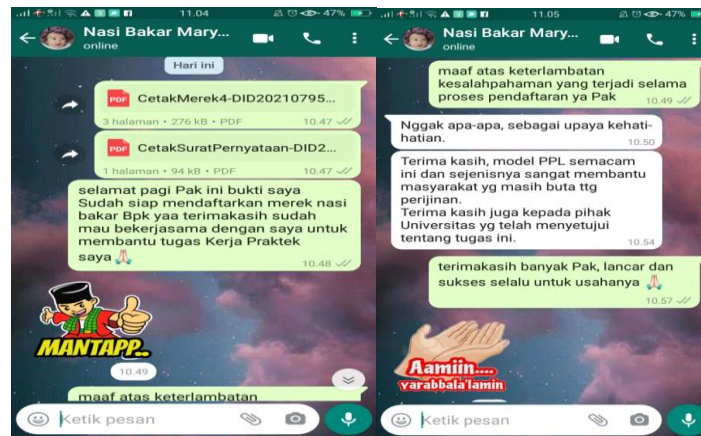 11.04
47%
Nasi Bakar Mary...
online
Hari ini
PDF
CetakMerek4-DID20210795...
3 halaman • 276 kB • PDF
10.47
PDF
CetakSuratPernyataan-DID2...
1 halaman • 94 kB • PDF
10.47
selamat pagi Pak ini bukti saya
Sudah siap mendaftarkan merek nasi
bakar Bpk yaa terimakasih sudah
mau bekerjasama dengan saya untuk
membantu tugas Kerja Praktek
saya 🙏
10.48
MANTAPP..
10.49
maaf atas keterlambatan
Ketik pesan
11.05
47%
Nasi Bakar Mary...
online
maaf atas keterlambatan
kesalahpahaman yang terjadi selama
proses pendaftaran ya Pak
10.49
Nggak apa-apa, sebagai upaya kehati-
hatian.
10.50
Terima kasih, model PPL semacam
ini dan sejenisnya sangat membantu
masyarakat yg masih buta ttg
perijinan.
Terima kasih juga kepada pihak
Universitas yg telah menyetujui
tentang tugas ini.
10.54
terimakasih banyak Pak, lancar dan
sukses selalu untuk usahanya 🙏
10.57
Aamiin....
yarabbala'lamin
Ketik pesan